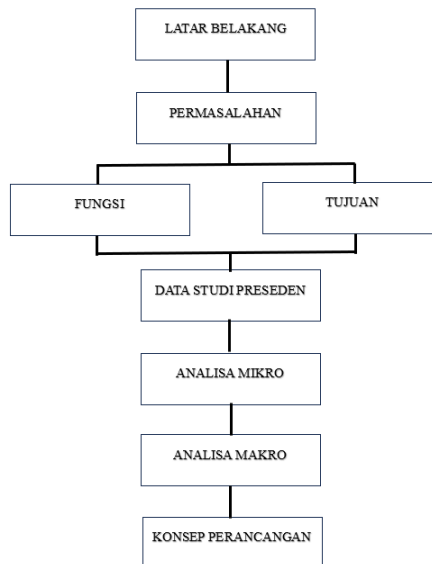 LATAR BELAKANG
PERMASALAHAN
FUNGSI
TUJUAN
DATA STUDI PRESEDEN
ANALISA MIKRO
ANALISA MAKRO
KONSEP PERANCANGAN